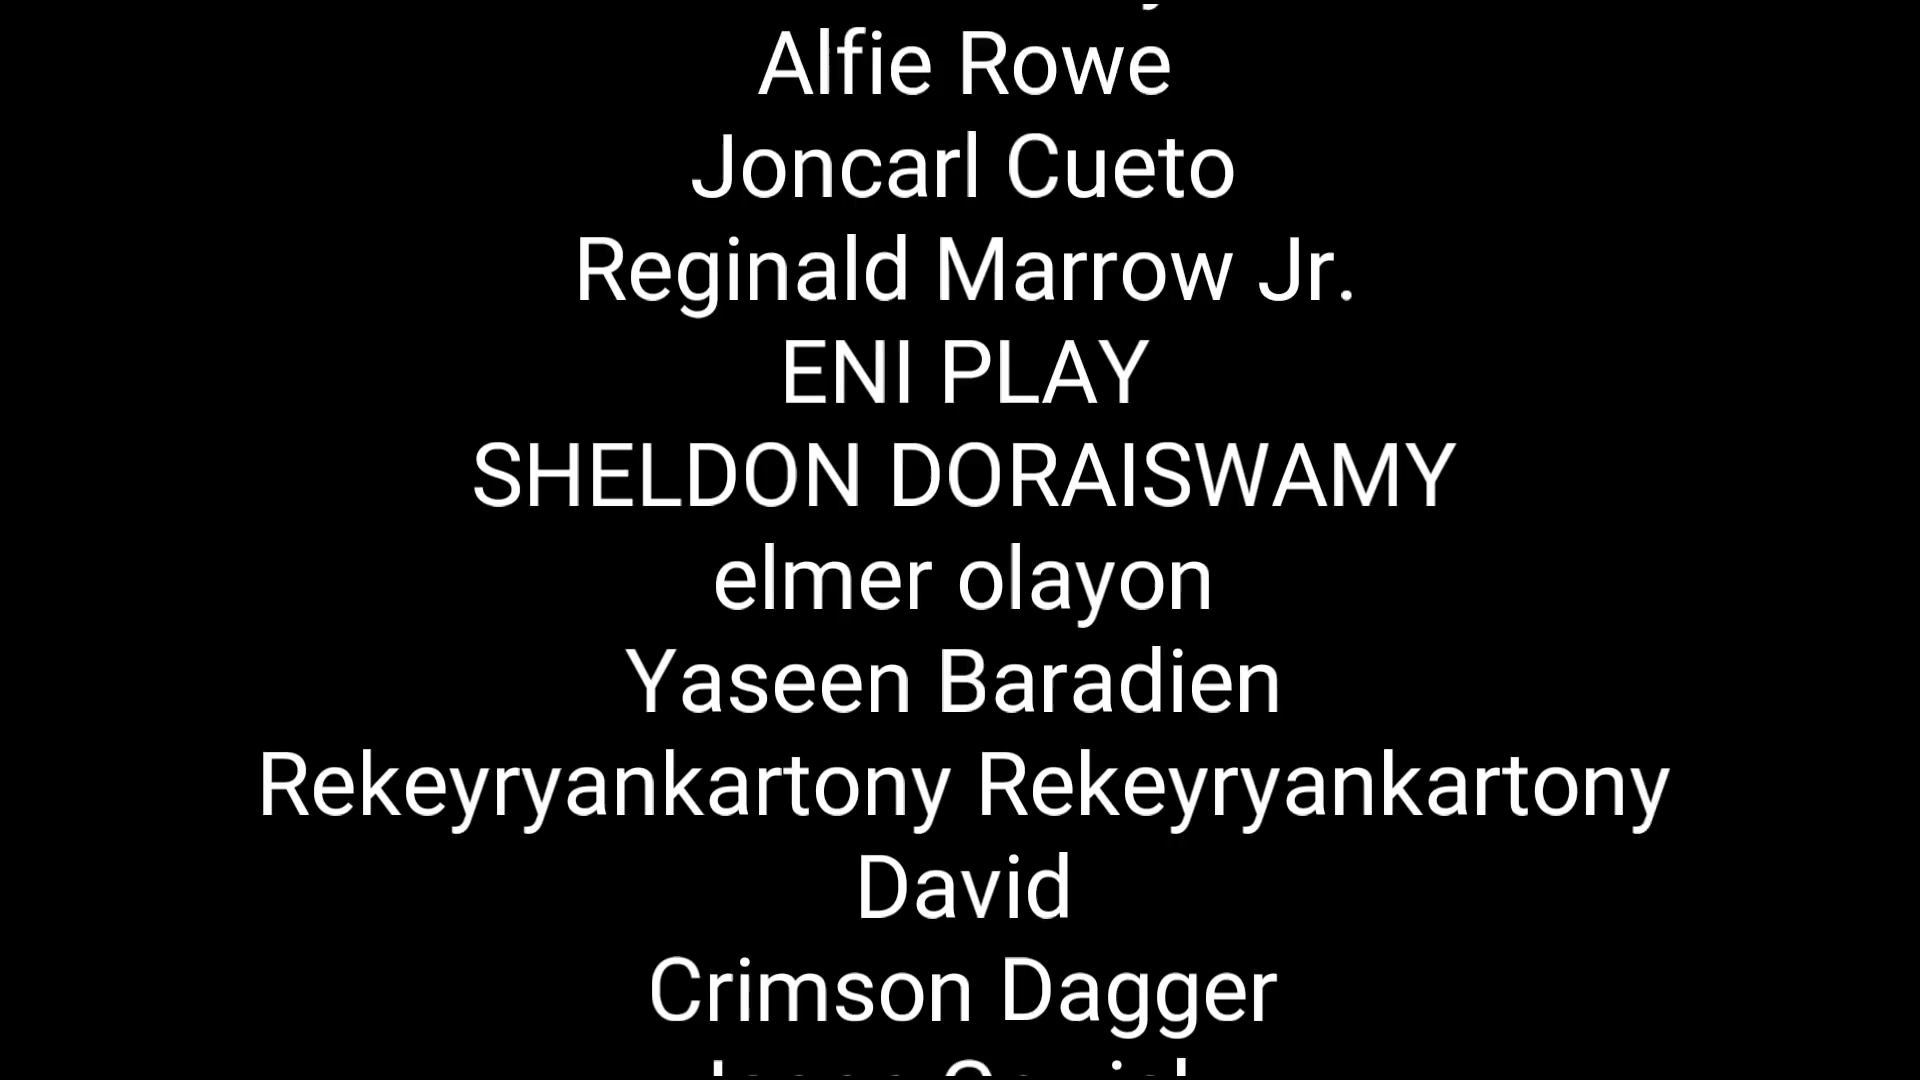 Alfie Rowe
Joncarl Cueto
Reginald Marrow Jr.
ENI PLAY
SHELDON DORAISWAMY
elmer olayon
Yaseen Baradien
Rekeyryankartony Rekeyryankartony
David
Crimson Dagger